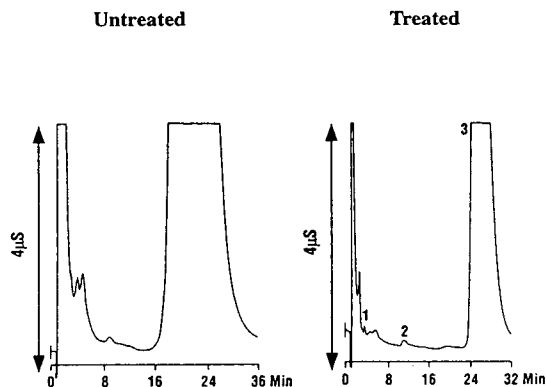 Untreated
Treated
4µS
0 8 16 24 36 Min
4µS
1
2
3
0 8 16 24 32 Min